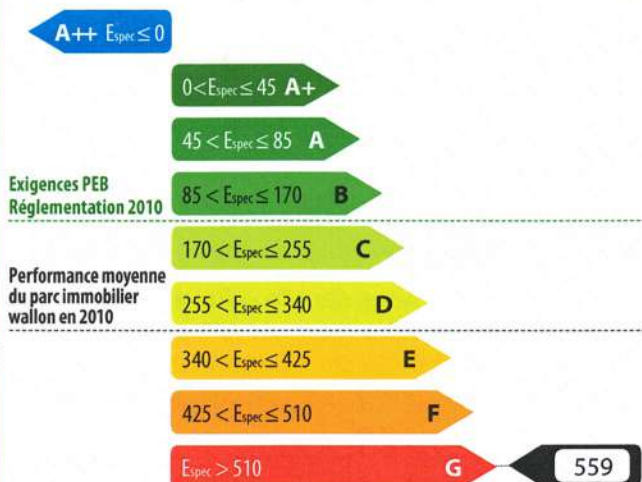 A++ Espec ≤ 0
0<Espec ≤ 45 A+
45 < Espec ≤ 85 A
Exigences PEB
Réglementation 2010
85 < Espec ≤ 170 B
170 < Espec ≤ 255 C
Performance moyenne
du parc immobilier
wallon en 2010
255 < Espec ≤ 340 D
340 < Espec ≤ 425 E
425 < Espec ≤ 510 F
Espec > 510 G 559